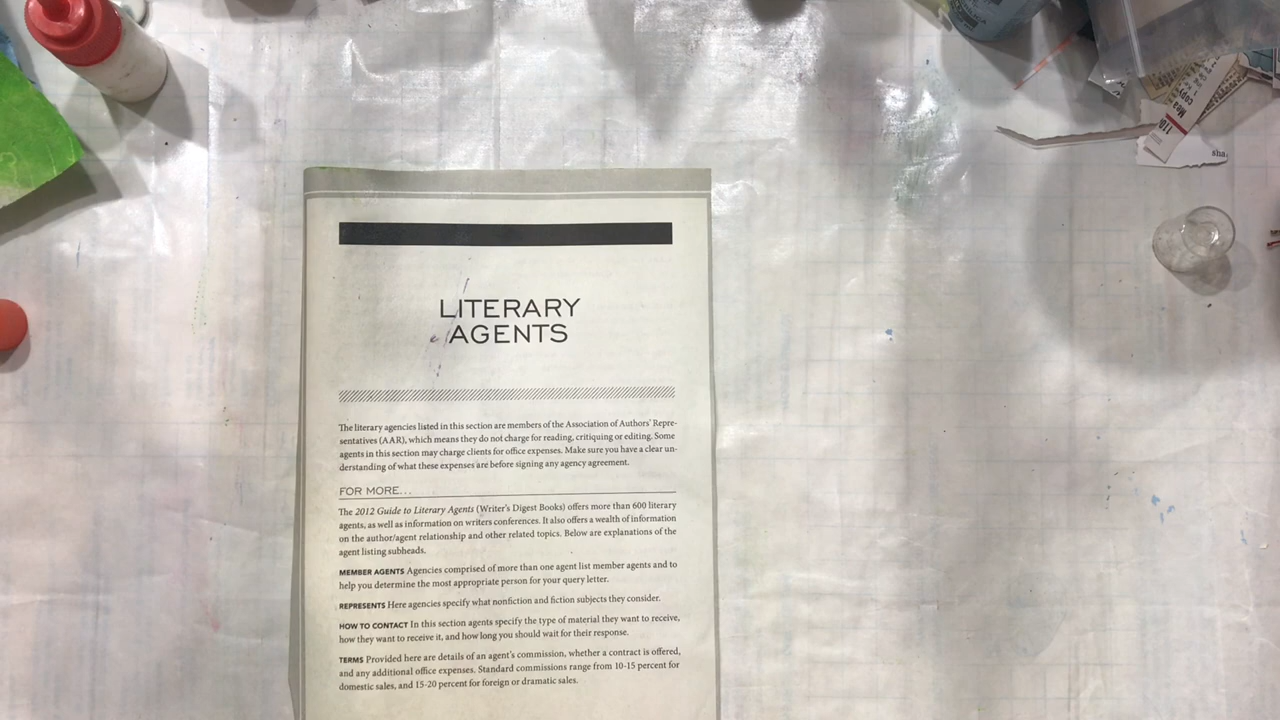 LITERARY
AGENTS
The literary agencies listed in this section are members of the Association of Authors' Repre-
sentatives (AAR), which means they do not charge for reading, critiquing or editing. Some
agents in this section may charge clients for office expenses. Make sure you have a clear un-
derstanding of what these expenses are before signing any agency agreement.
FOR MORE...
The 2012 Guide to Literary Agents (Writer's Digest Books) offers more than 600 literary
agents, as well as information on writers conferences. It also offers a wealth of information
on the author/agent relationship and other related topics. Below are explanations of the
agent listing subheads.
MEMBER AGENTS Agencies comprised of more than one agent list member agents and to
help you determine the most appropriate person for your query letter.
REPRESENTS Here agencies specify what nonfiction and fiction subjects they consider.
HOW TO CONTACT In this section agents specify the type of material they want to receive,
how they want to receive it, and how long you should wait for their response.
TERMS Provided here are details of an agent's commission, whether a contract is offered,
and any additional office expenses. Standard commissions range from 10-15 percent for
domestic sales, and 15-20 percent for foreign or dramatic sales.
sha